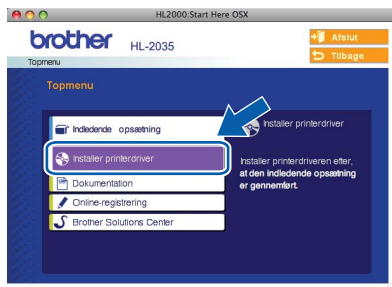 HL2000:Start Here OSX
brother HL-2035
Afslut
Tilbage
Topmenu
Topmenu
Indledende opsætning
Installer printerdriver
Dokumentation
Online-registrering
Brother Solutions Center
Installer printerdriver
Installer printerdriveren efter,
at den indledende opsætning
er gennemført.